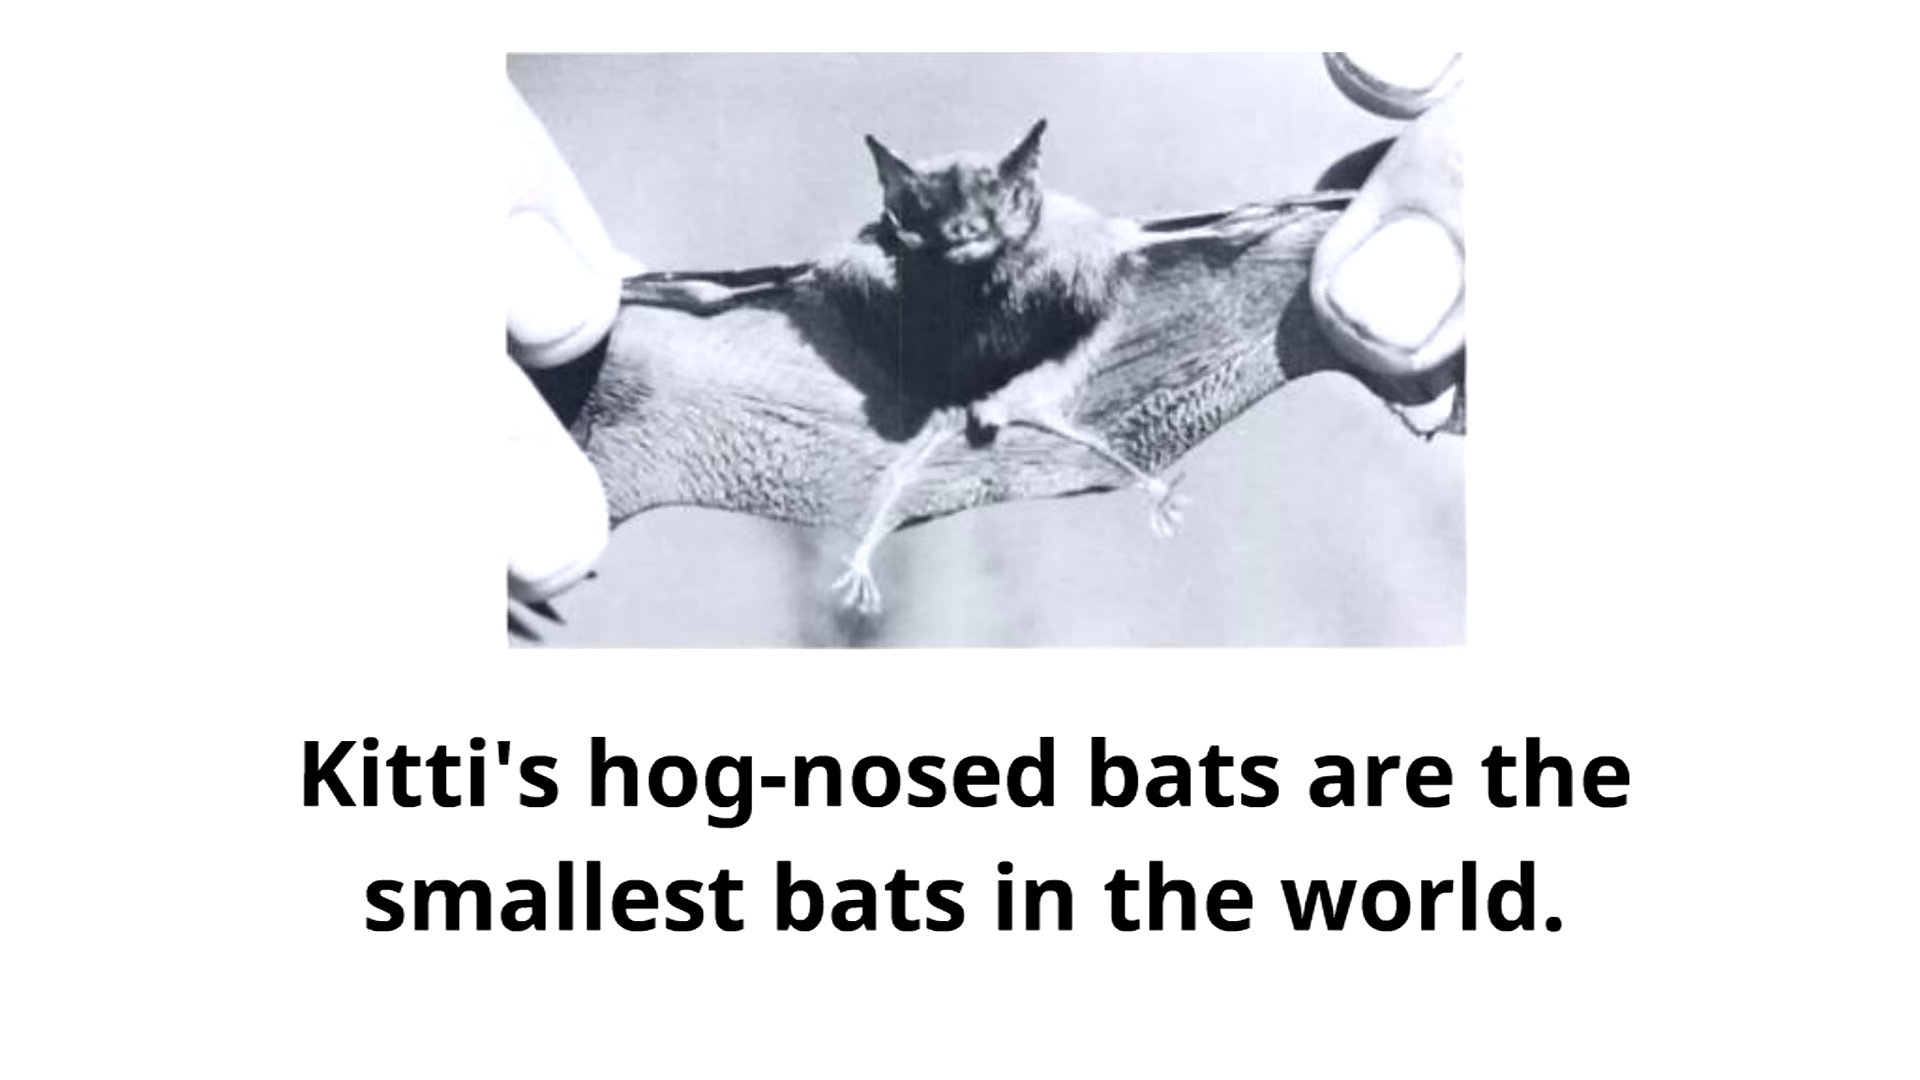 Kitti's hog-nosed bats are the
smallest bats in the world.